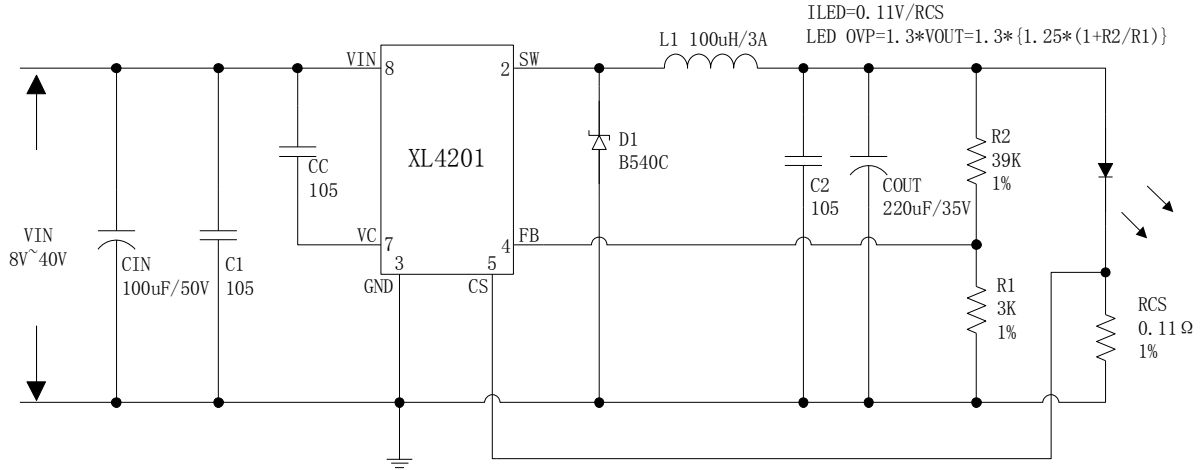 ILED=0.11V/RCS
LED OVP=1.3*VOUT=1.3*{1.25*(1+R2/R1)}
L1 100uH/3A
VIN
8
2
SW
XL4201
CC
105
D1
B540C
C2
105
COUT
220uF/35V
R2
39K
1%
VIN
8V~40V
CIN
100uF/50V
C1
105
VC
7
4
FB
3
5
GND
CS
R1
3K
1%
RCS
0.11Ω
1%